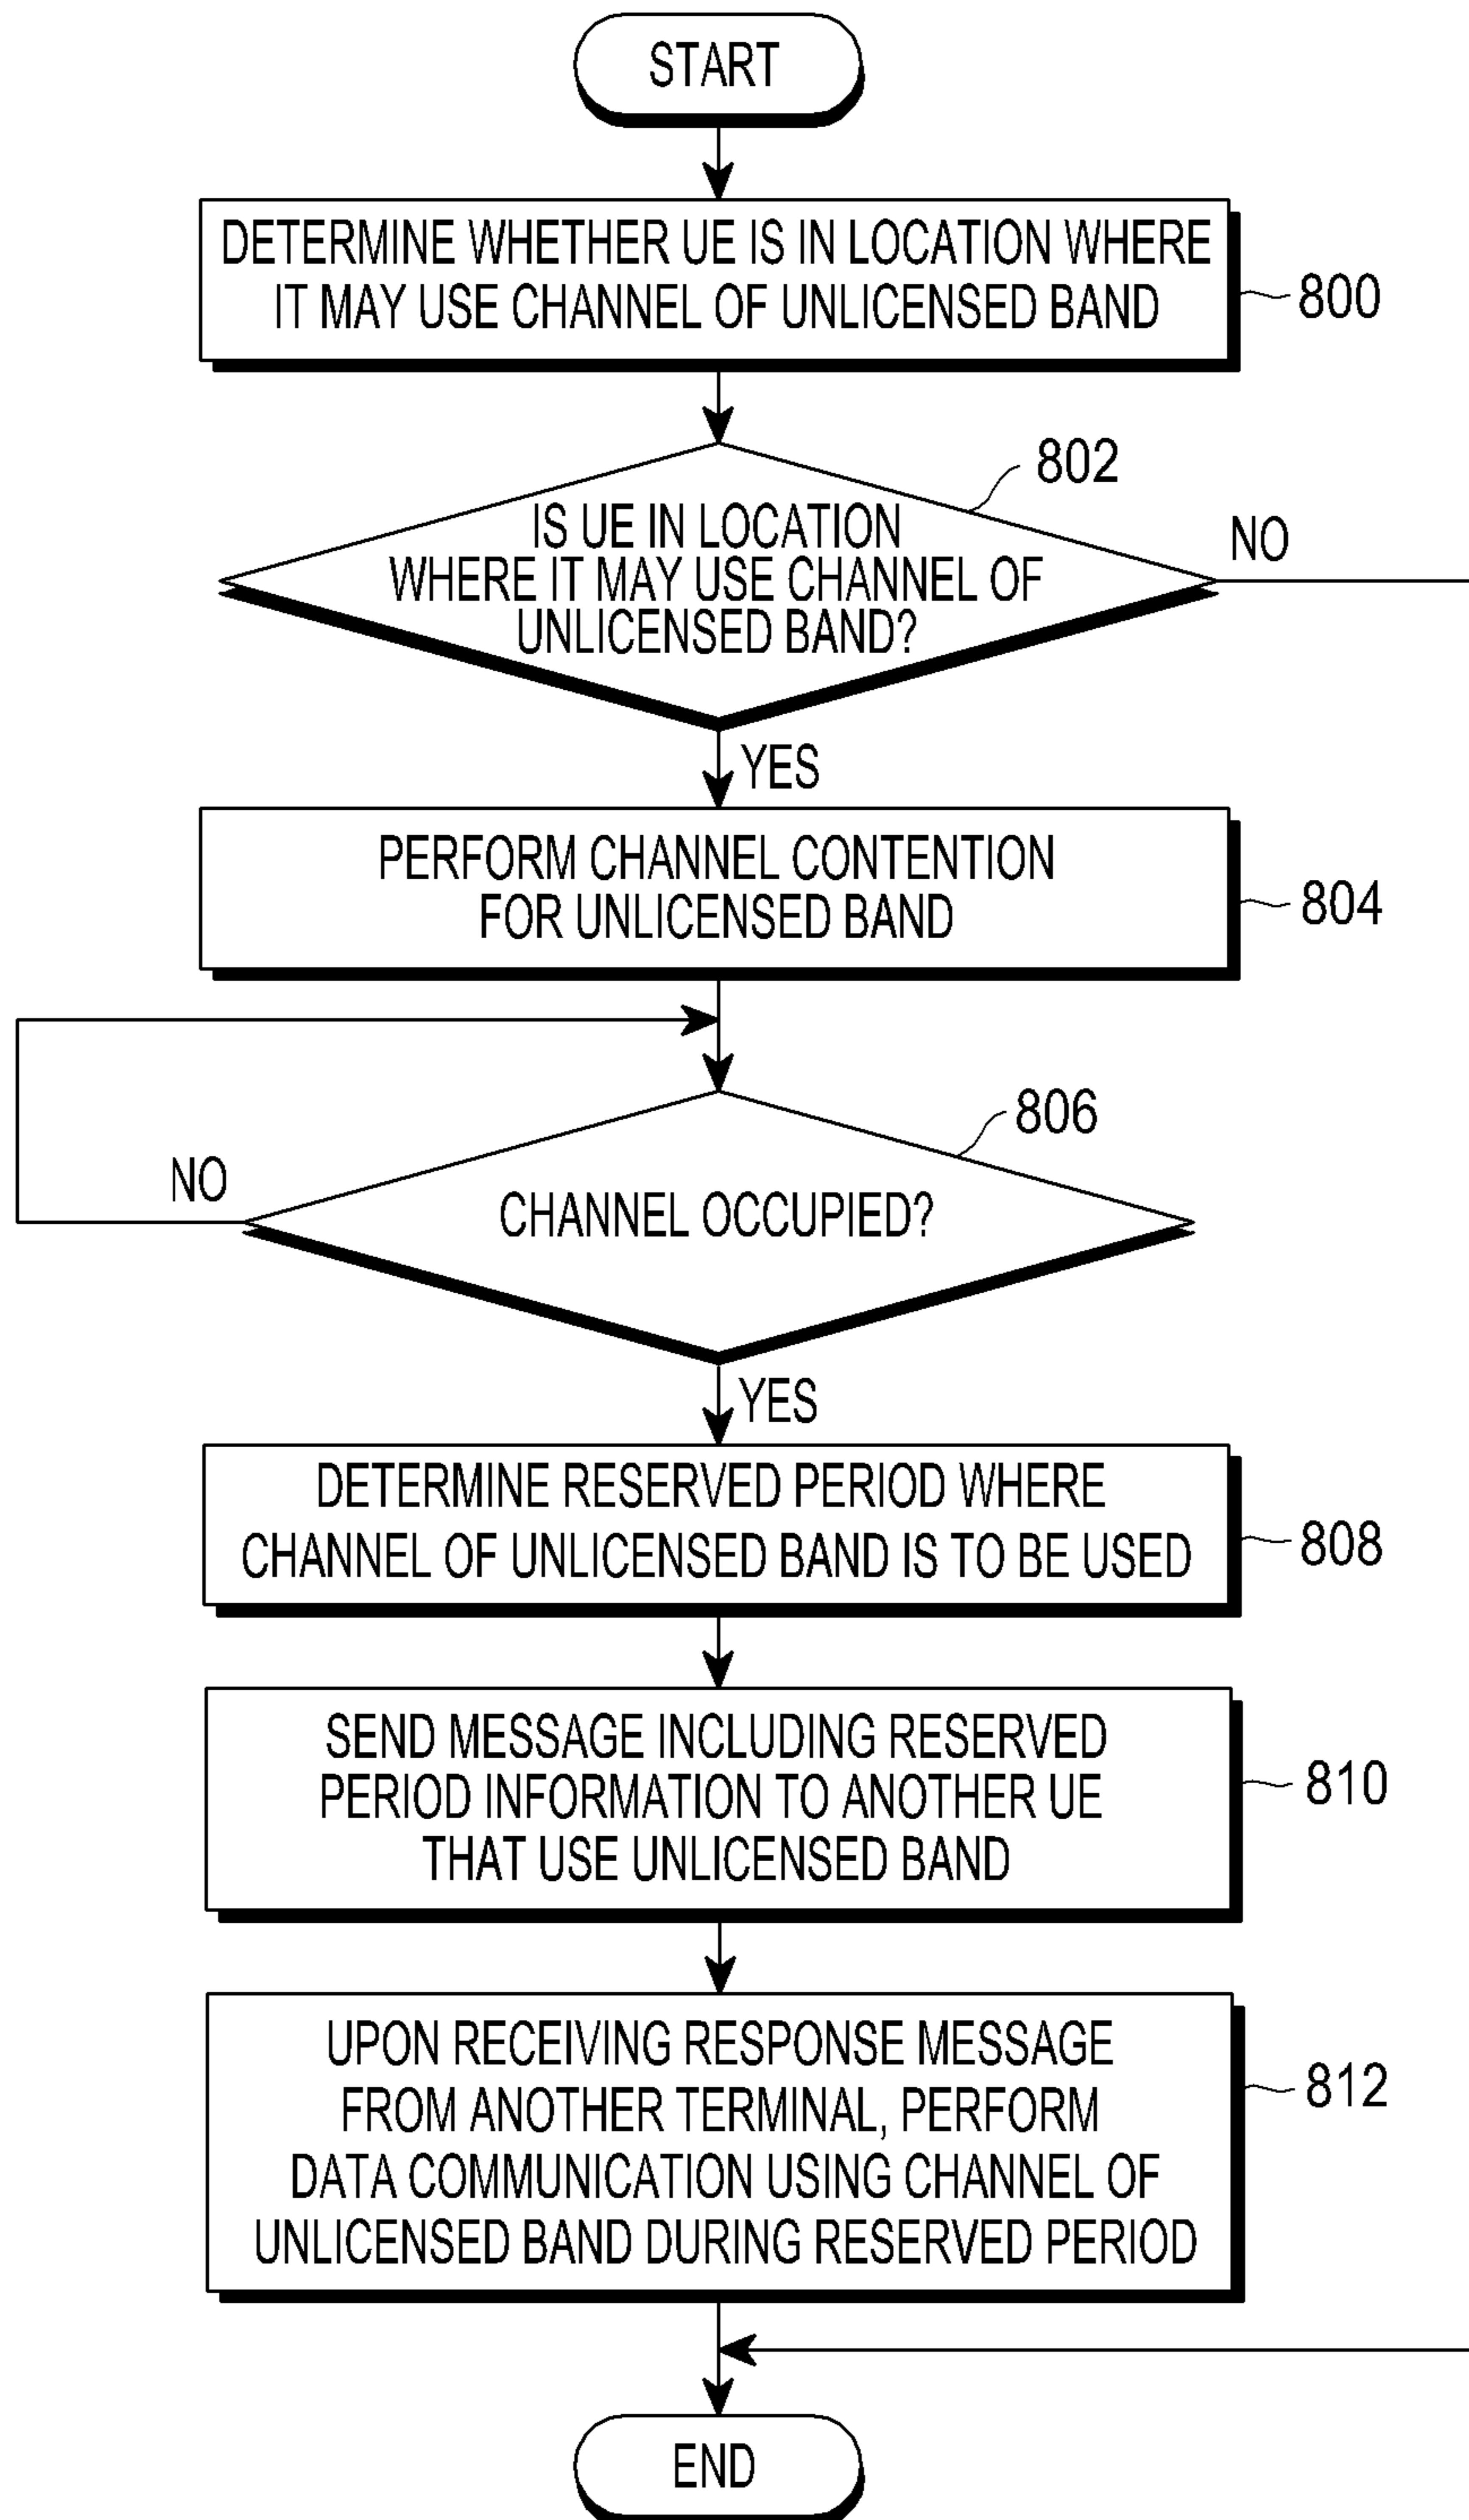 START
DETERMINE WHETHER UE IS IN LOCATION WHERE
IT MAY USE CHANNEL OF UNLICENSED BAND
800
802
IS UE IN LOCATION
WHERE IT MAY USE CHANNEL OF
UNLICENSED BAND?
NO
YES
PERFORM CHANNEL CONTENTION
FOR UNLICENSED BAND
804
806
NO
CHANNEL OCCUPIED?
YES
DETERMINE RESERVED PERIOD WHERE
CHANNEL OF UNLICENSED BAND IS TO BE USED
808
SEND MESSAGE INCLUDING RESERVED
PERIOD INFORMATION TO ANOTHER UE
THAT USE UNLICENSED BAND
810
UPON RECEIVING RESPONSE MESSAGE
FROM ANOTHER TERMINAL, PERFORM
DATA COMMUNICATION USING CHANNEL OF
UNLICENSED BAND DURING RESERVED PERIOD
812
END